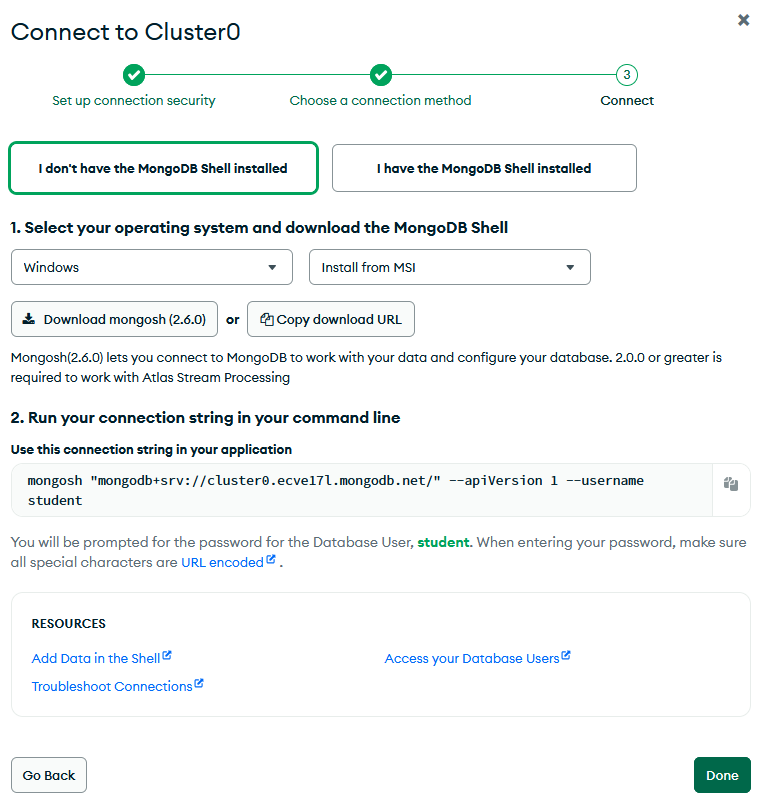 Connect to Cluster0
Set up connection security
Choose a connection method
3
Connect
I don't have the MongoDB Shell installed
I have the MongoDB Shell installed
1. Select your operating system and download the MongoDB Shell
Windows
Install from MSI
Download mongosh (2.6.0)
or
Copy download URL
Mongosh(2.6.0) lets you connect to MongoDB to work with your data and configure your database. 2.0.0 or greater is
required to work with Atlas Stream Processing
2. Run your connection string in your command line
Use this connection string in your application
mongosh "mongodb+srv://cluster0.ecve17l.mongodb.net/" --apiVersion 1 --username
student
You will be prompted for the password for the Database User, student. When entering your password, make sure
all special characters are URL encoded .
RESOURCES
Add Data in the Shell
Access your Database Users
Troubleshoot Connections
Go Back
Done